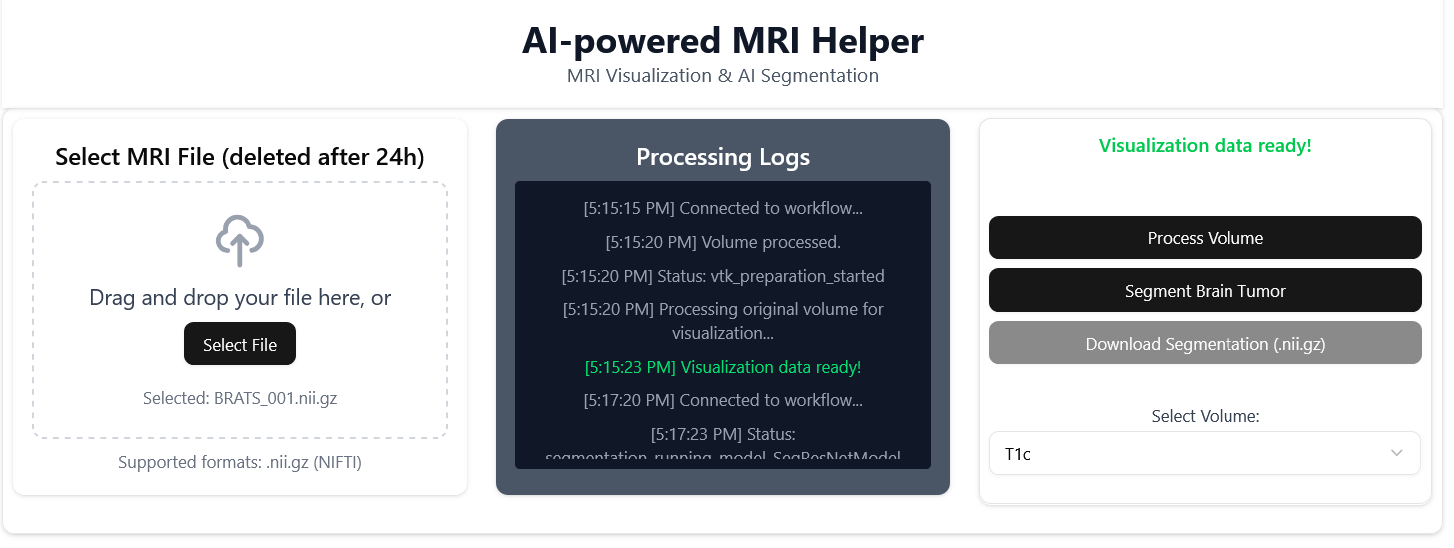 AI-powered MRI Helper
MRI Visualization & AI Segmentation
Select MRI File (deleted after 24h)
Drag and drop your file here, or
Select File
Selected: BRATS_001.nii.gz
Supported formats: .nii.gz (NIFTI)
Processing Logs
[5:15:15 PM] Connected to workflow...
[5:15:20 PM] Volume processed.
[5:15:20 PM] Status: vtk_preparation_started
[5:15:20 PM] Processing original volume for
visualization...
[5:15:23 PM] Visualization data ready!
[5:17:20 PM] Connected to workflow...
[5:17:23 PM] Status:
segmentation_running_model_SegResNetModel
Visualization data ready!
Process Volume
Segment Brain Tumor
Download Segmentation (.nii.gz)
Select Volume:
T1c